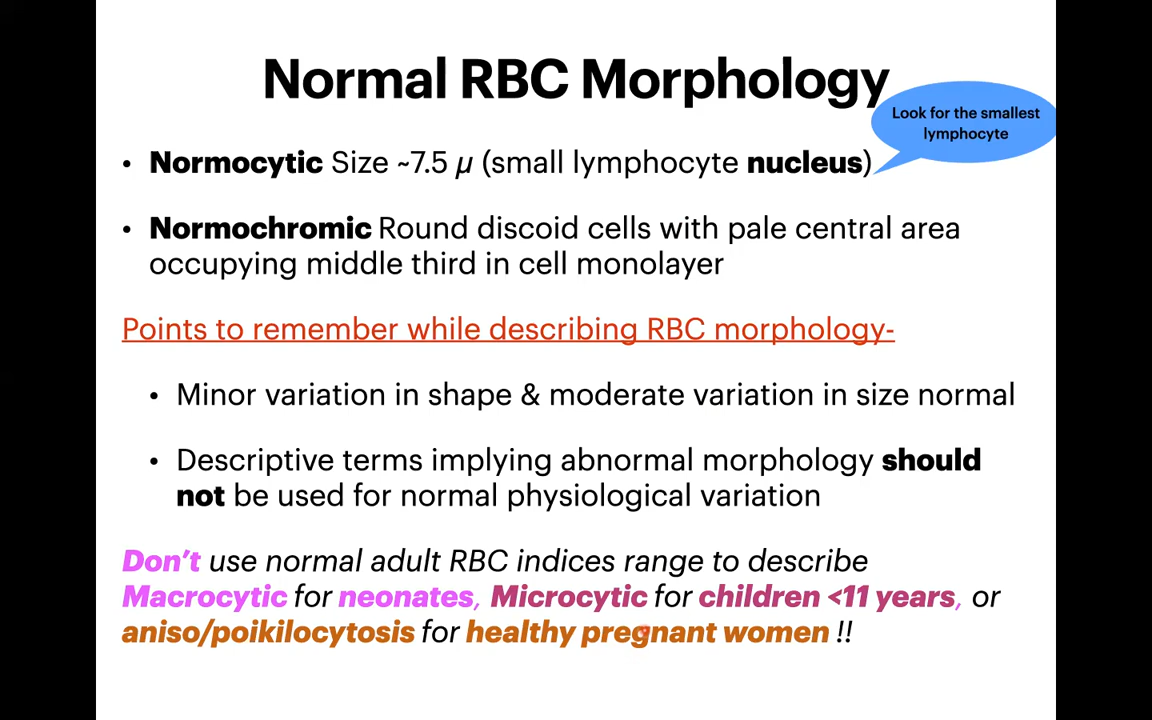 Normal RBC Morphology
Look for the smallest
lymphocyte
• Normocytic Size ~7.5 μ (small lymphocyte nucleus)
• Normochromic Round discoid cells with pale central area
occupying middle third in cell monolayer
Points to remember while describing RBC morphology-
• Minor variation in shape & moderate variation in size normal
• Descriptive terms implying abnormal morphology should
not be used for normal physiological variation
Don’t use normal adult RBC indices range to describe
Macrocytic for neonates, Microcytic for children <11 years, or
aniso/poikilocytosis for healthy pregnant women !!